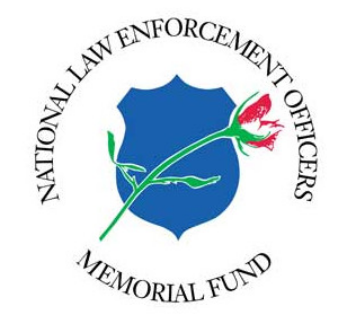 NATIONAL LAW ENFORCEMENT OFFICERS
MEMORIAL FUND